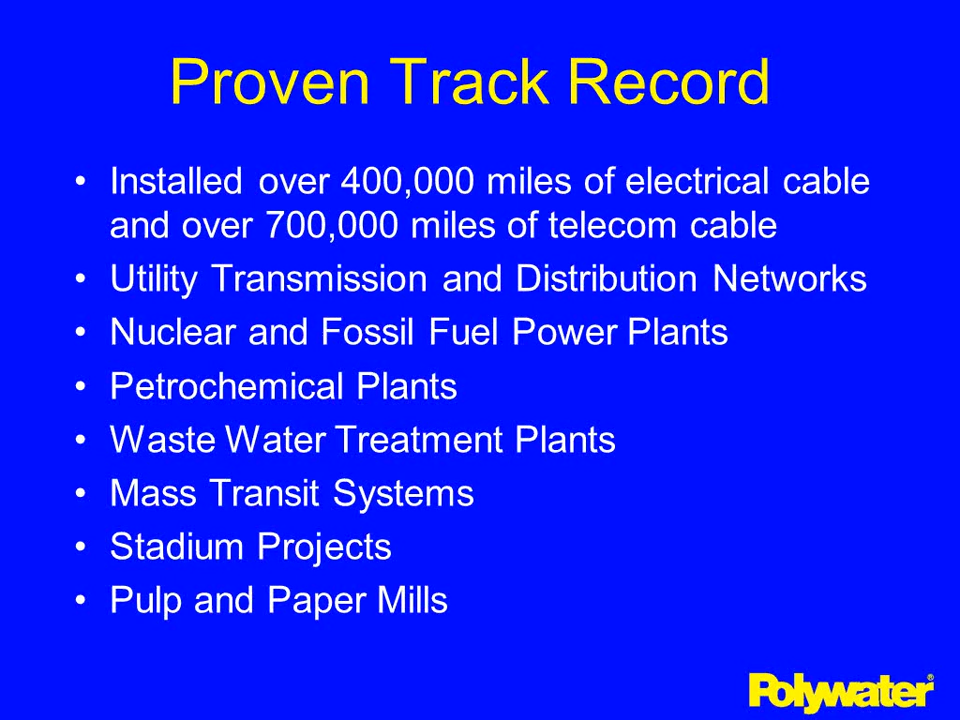 Proven Track Record
• Installed over 400,000 miles of electrical cable
and over 700,000 miles of telecom cable
• Utility Transmission and Distribution Networks
• Nuclear and Fossil Fuel Power Plants
• Petrochemical Plants
• Waste Water Treatment Plants
• Mass Transit Systems
• Stadium Projects
• Pulp and Paper Mills
Polywater®